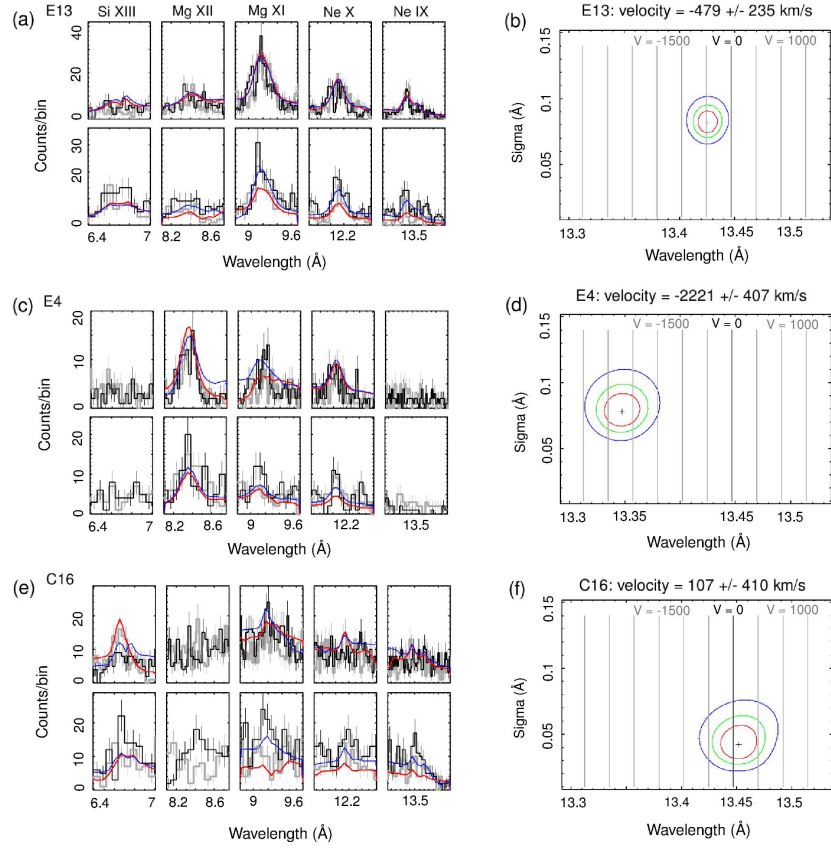 (a) E13
Si XIII Mg XII Mg XI Ne X Ne IX
Counts/bin
0 20 40
0 10 20 30
6.4 7 8.2 8.6 9 9.6 12.2 13.5
Wavelength (Å)
(b) E13: velocity = -479 +/- 235 km/s
V = -1500 V = 0 V = 1000
Sigma (Å)
0.05 0.1 0.15
13.3 13.4 13.45 13.5
Wavelength (Å)
(c) E4
Counts/bin
0 10 20
0 10 20
6.4 7 8.2 8.6 9 9.6 12.2 13.5
Wavelength (Å)
(d) E4: velocity = -2221 +/- 407 km/s
V = -1500 V = 0 V = 1000
Sigma (Å)
0.05 0.1 0.15
13.3 13.35 13.45 13.5
Wavelength (Å)
(e) C16
Counts/bin
0 10 20
0 10 20 30
6.4 7 8.2 8.6 9 9.6 12.2 13.5
Wavelength (Å)
(f) C16: velocity = 107 +/- 410 km/s
V = -1500 V = 0 V = 1000
Sigma (Å)
0.05 0.1 0.15
13.3 13.4 13.45 13.5
Wavelength (Å)